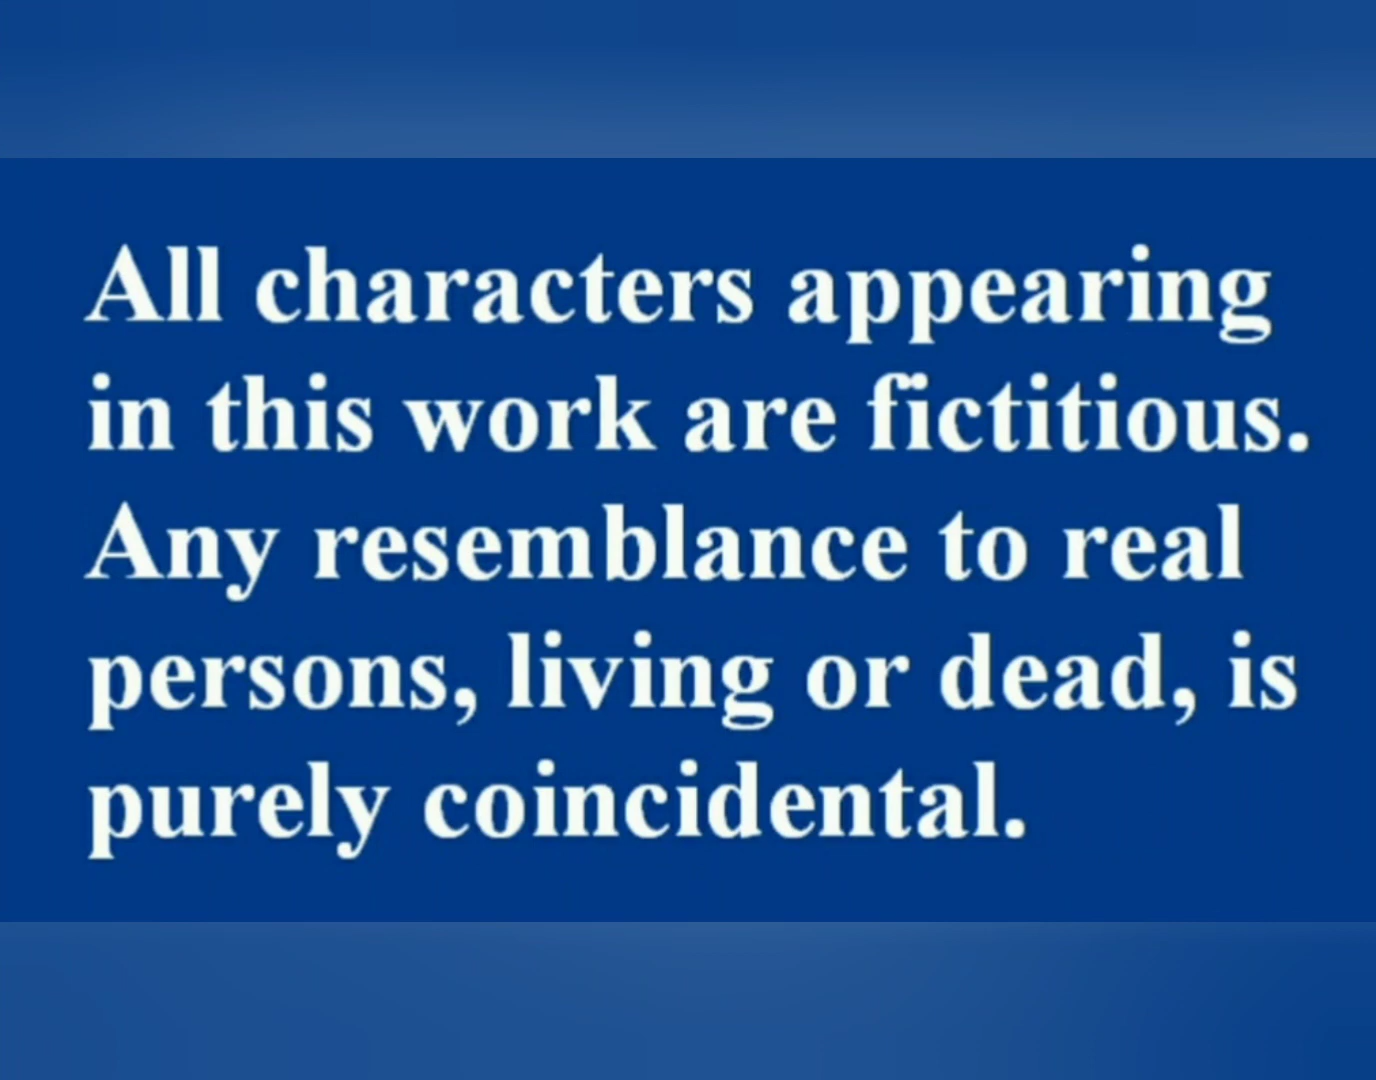 All characters appearing
in this work are fictitious.
Any resemblance to real
persons, living or dead, is
purely coincidental.